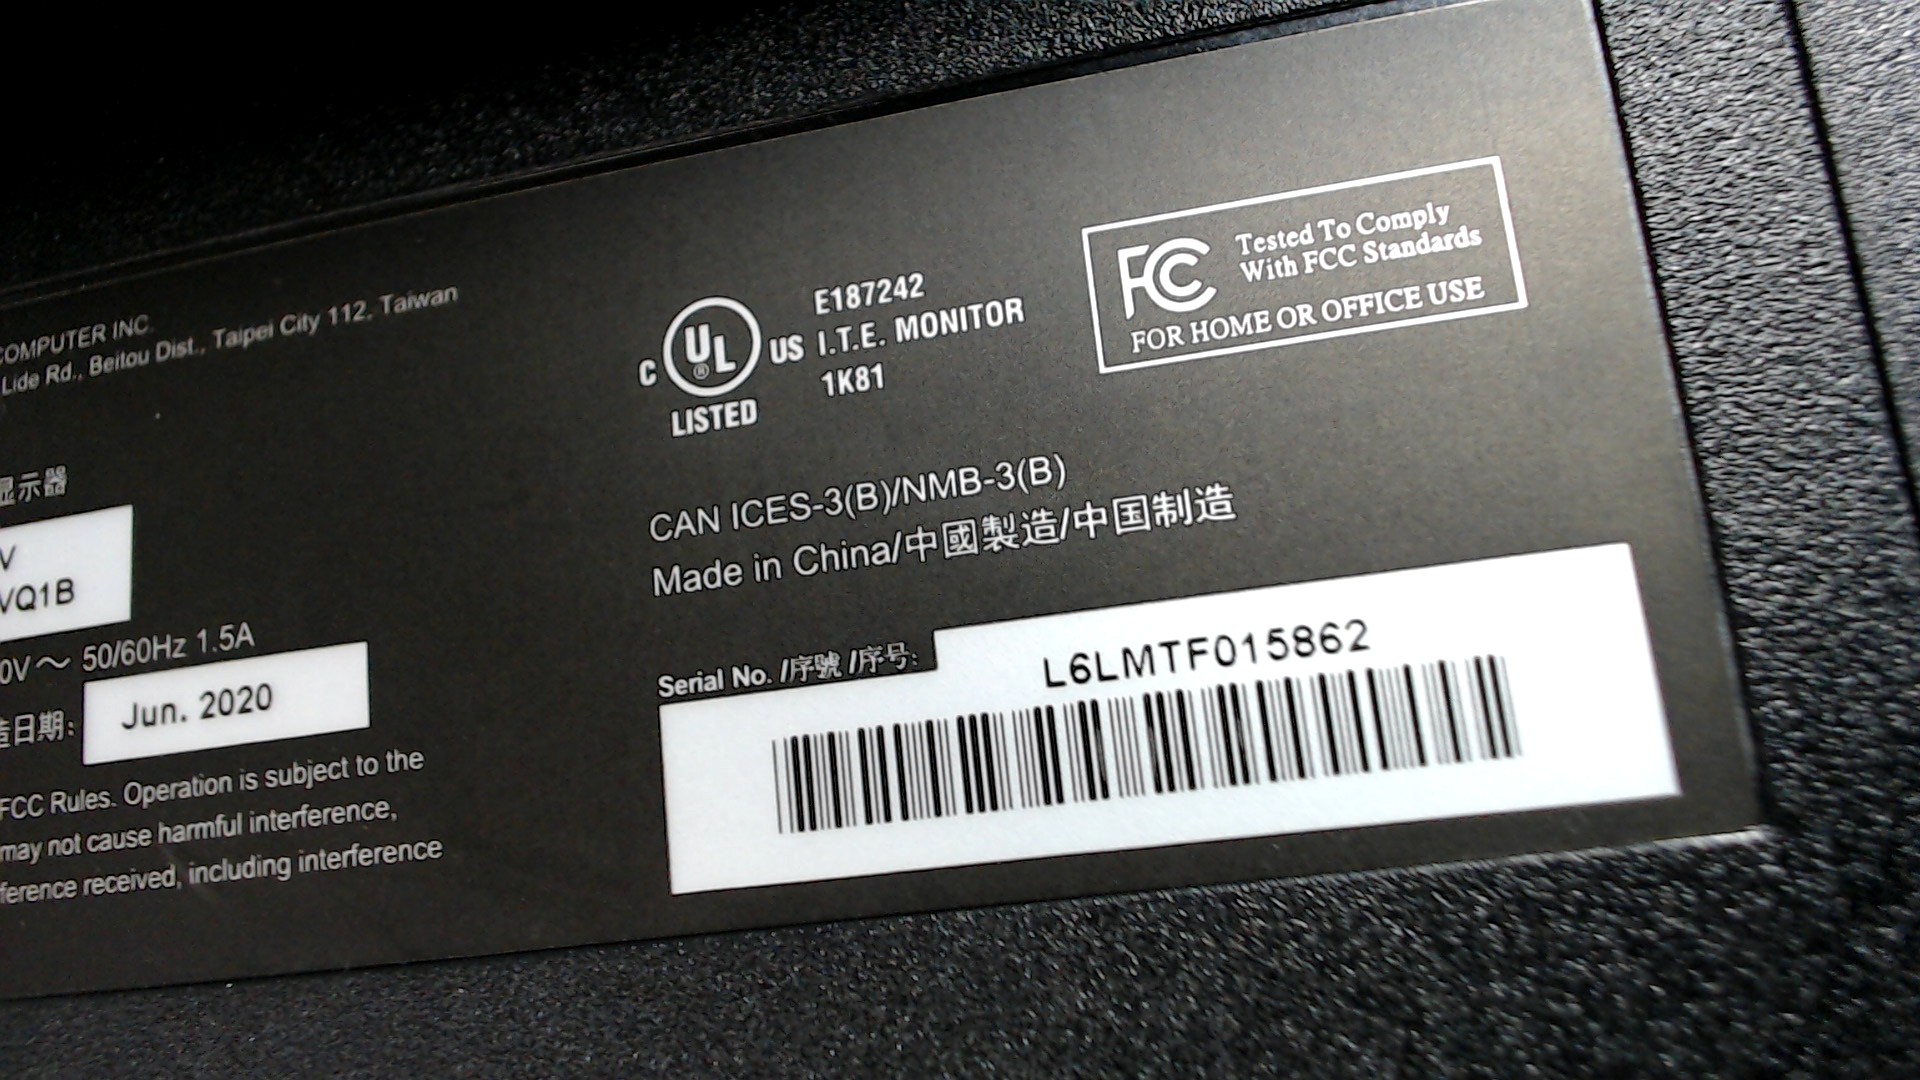 COMPUTER INC.
Lide Rd., Beitou Dist., Taipei City 112, Taiwan
显示器
V
VQ1B
0V～ 50/60Hz 1.5A
造日期:
Jun. 2020
FCC Rules. Operation is subject to the
may not cause harmful interference,
ference received, including interference
C UL ® US
LISTED
E187242
I.T.E. MONITOR
1K81
FC Tested To Comply
With FCC Standards
FOR HOME OR OFFICE USE
CAN ICES-3(B)/NMB-3(B)
Made in China/中國製造/中国制造
Serial No. /序號 /序号:
L6LMTF015862